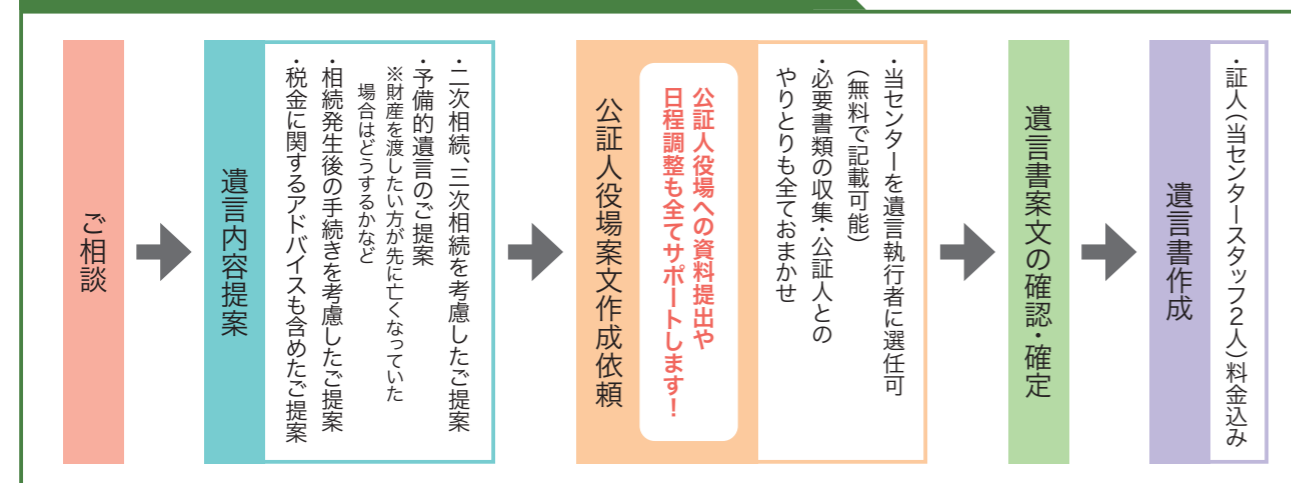 ご相談
遺言内容提案
・二次相続、三次相続を考慮したご提案
・予備的遺言のご提案
※財産を渡したい方が先に亡くなっていた
場合はどうするかなど
・相続発生後の手続きを考慮したご提案
・税金に関するアドバイスも含めたご提案
公証人役場案文作成依頼
公証人役場への資料提出や
日程調整も全てサポートします!
・当センターを遺言執行者に選任可
(無料で記載可能)
・必要書類の収集・公証人との
やりとりも全ておまかせ
遺言書案文の確認・確定
遺言書作成
・証人(当センタースタッフ2人)料金込み